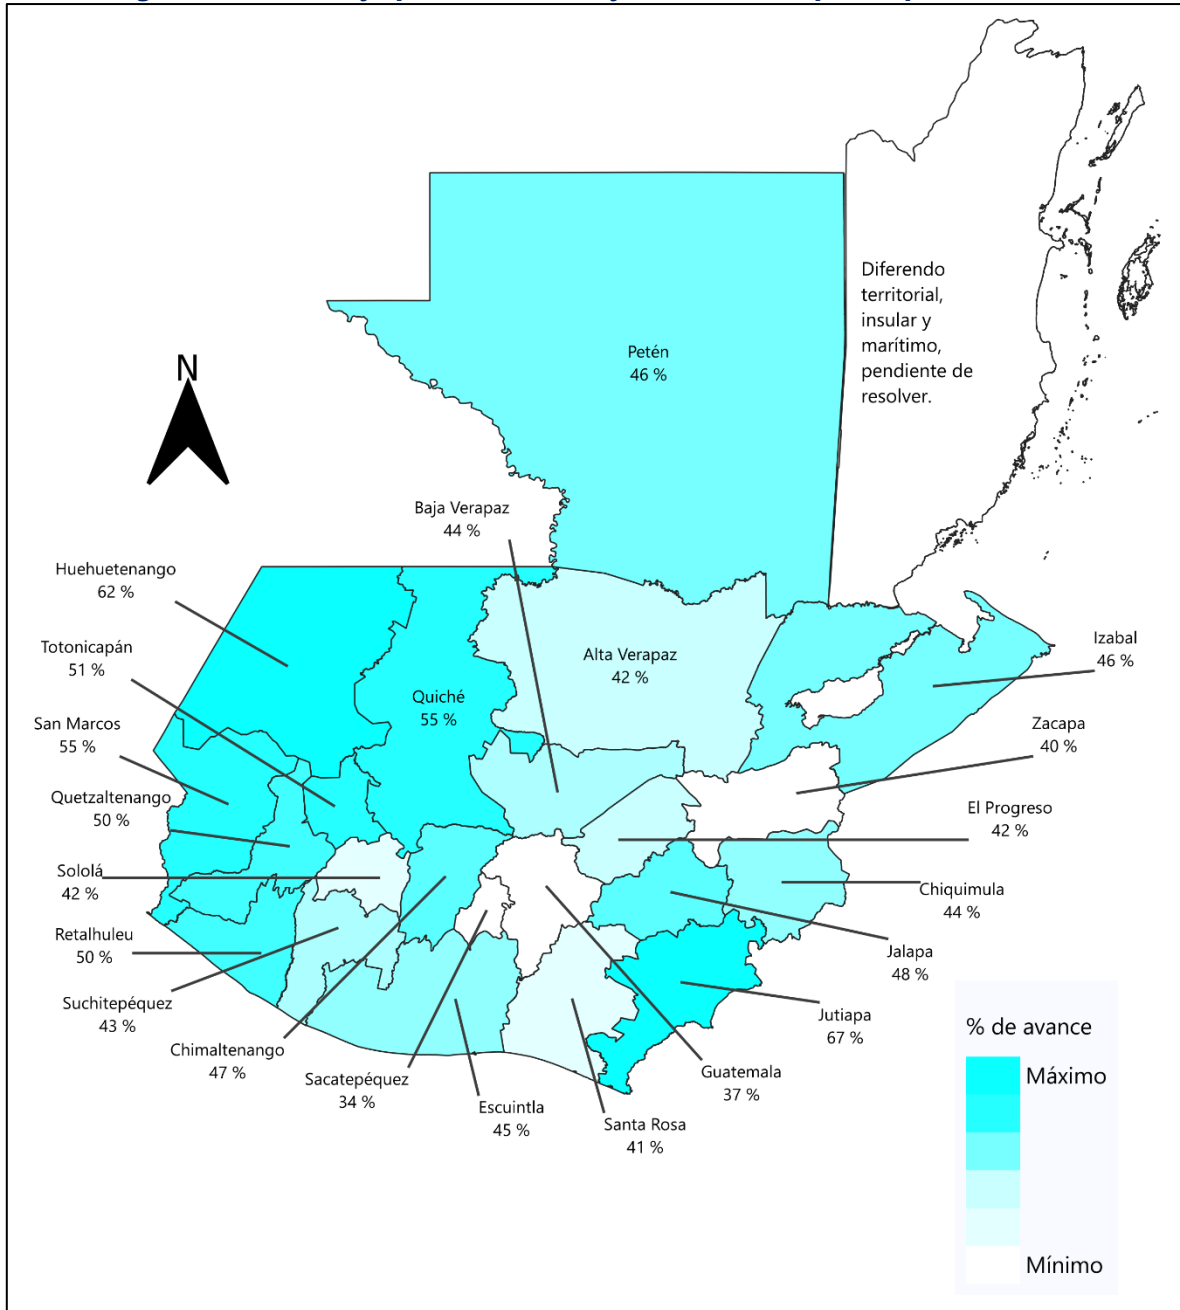 Diferendo
territorial,
insular y
marítimo,
pendiente de
resolver.
Petén
46 %
N
Baja Verapaz
44 %
Huehuetenango
62 %
Totonicapán
51 %
San Marcos
55 %
Quetzaltenango
50 %
Sololá
42 %
Retalhuleu
50 %
Suchitepéquez
43 %
Chimaltenango
47 %
Sacatepéquez
34 %
Escuintla
45 %
Santa Rosa
41 %
Guatemala
37 %
Jutiapa
67 %
Jalapa
48 %
Chiquimula
44 %
El Progreso
42 %
Zacapa
40 %
Izabal
46 %
Alta Verapaz
42 %
Quiché
55 %
% de avance
Máximo
Mínimo